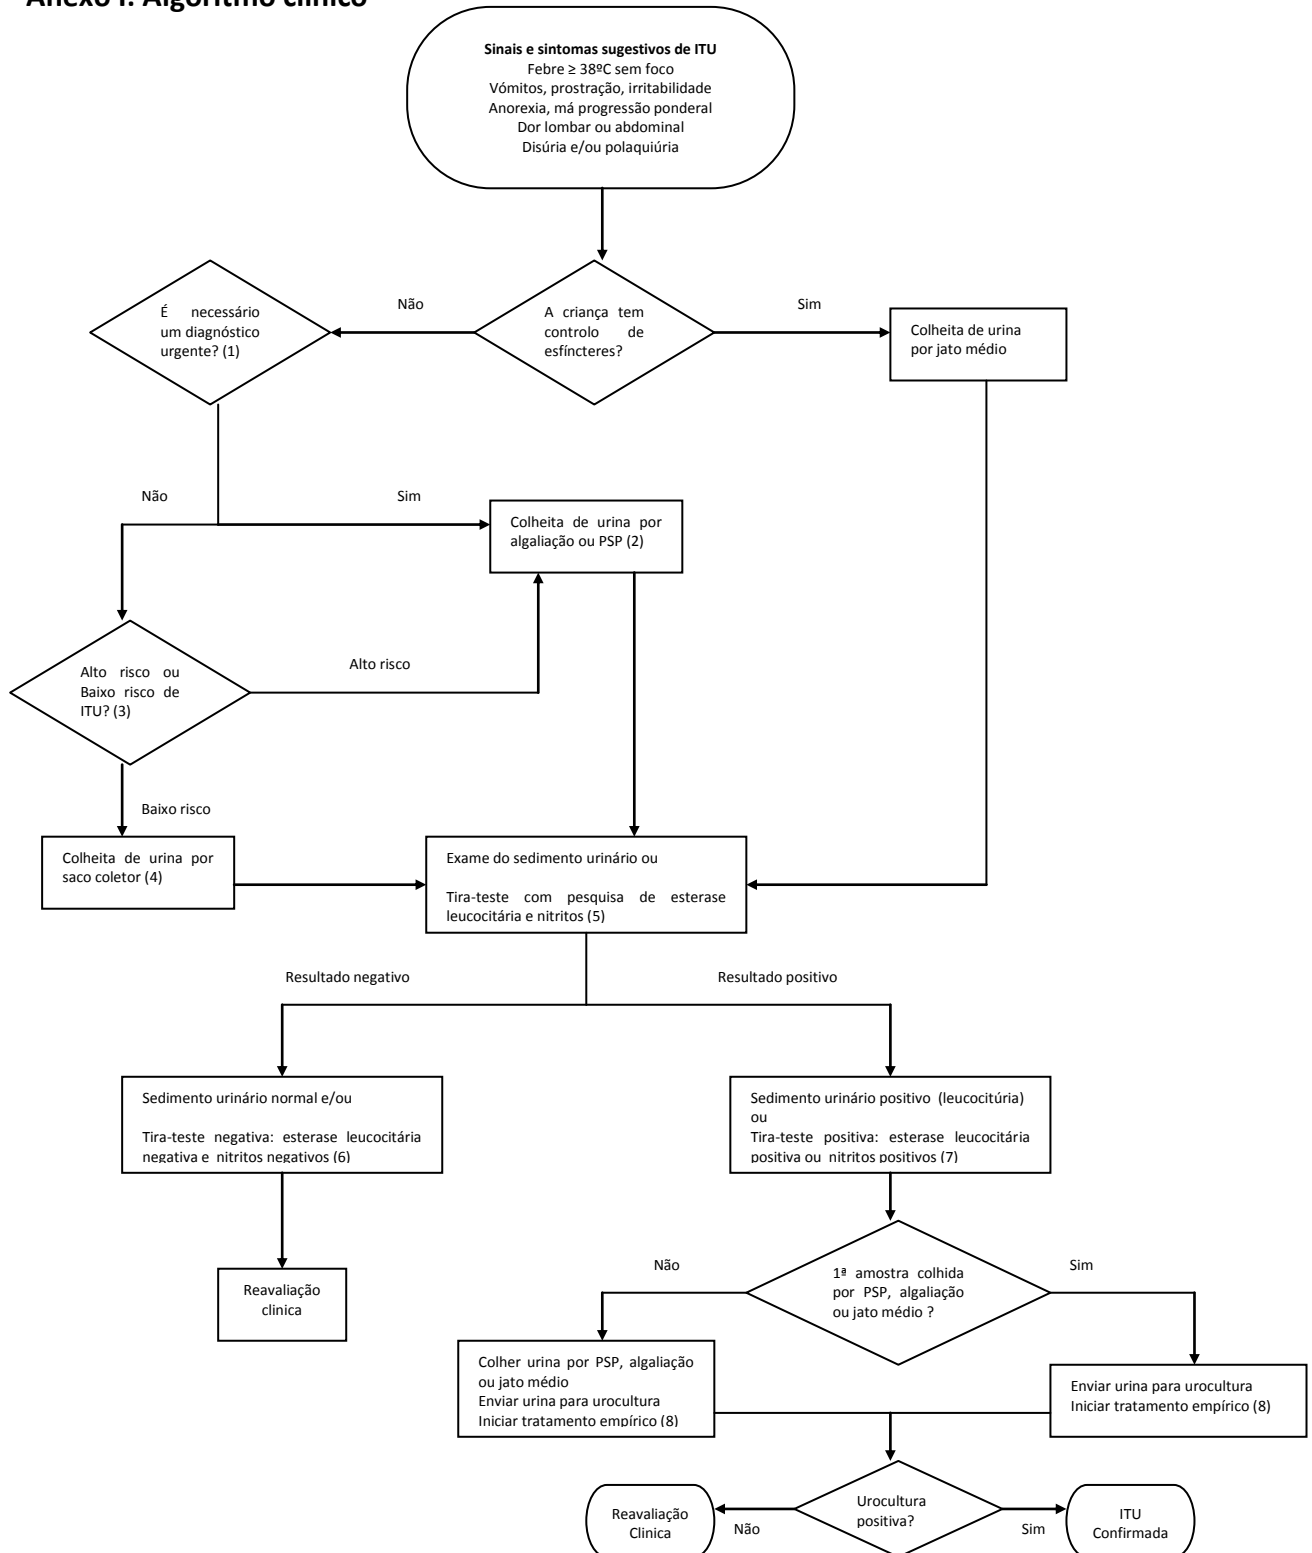 Anexo I: Algoritmo clínico
Sinais e sintomas sugestivos de ITU
Febre ≥ 38ºC sem foco
Vómitos, prostração, irritabilidade
Anorexia, má progressão ponderal
Dor lombar ou abdominal
Disúria e/ou polaquiúria
É necessário
um diagnóstico
urgente? (1)
Não
A criança tem
controlo de
esfíncteres?
Sim
Colheita de urina
por jato médio
Não
Sim
Colheita de urina por
algaliação ou PSP (2)
Alto risco ou
Baixo risco de
ITU? (3)
Alto risco
Baixo risco
Colheita de urina por
saco coletor (4)
Exame do sedimento urinário ou
Tira-teste com pesquisa de esterase
leucocitária e nitritos (5)
Resultado negativo
Resultado positivo
Sedimento urinário normal e/ou
Tira-teste negativa: esterase leucocitária
negativa e nitritos negativos (6)
Sedimento urinário positivo (leucocitúria)
ou
Tira-teste positiva: esterase leucocitária
positiva ou nitritos positivos (7)
Reavaliação
clinica
Não
1ª amostra colhida
por PSP, algaliação
ou jato médio ?
Sim
Colher urina por PSP, algaliação
ou jato médio
Enviar urina para urocultura
Iniciar tratamento empírico (8)
Enviar urina para urocultura
Iniciar tratamento empírico (8)
Reavaliação
Clinica
Não
Urocultura
positiva?
Sim
ITU
Confirmada